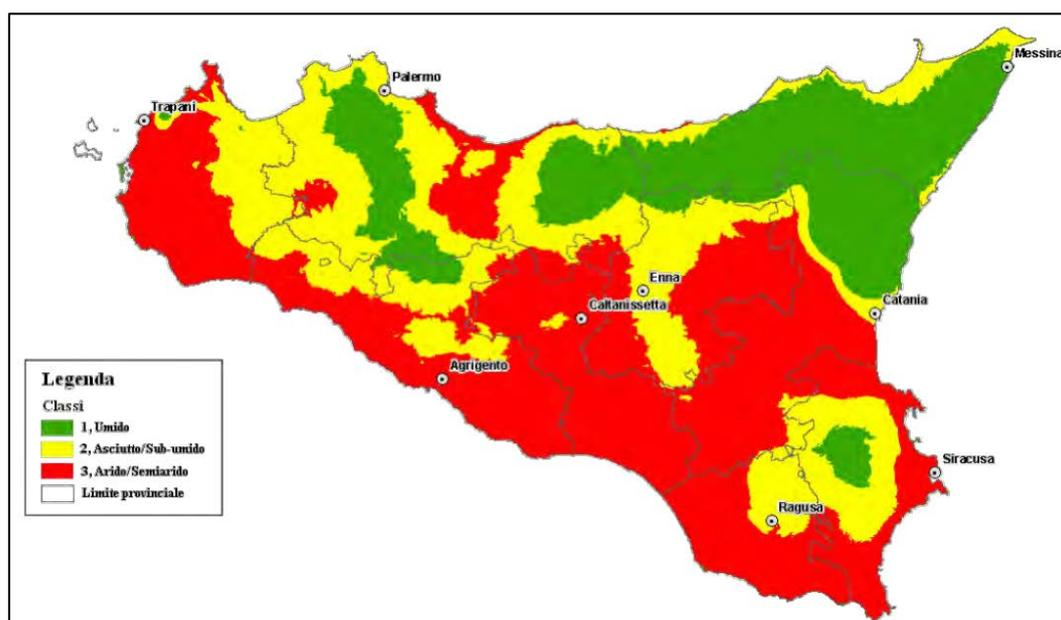 Messina
Palermo
Trapani
Enna
Caltanissetta
Catania
Agrigento
Siracusa
Ragusa
Legenda
Classi
1, Umido
2, Asciutto/Sub-umido
3, Arido/Semiarido
Limite provinciale